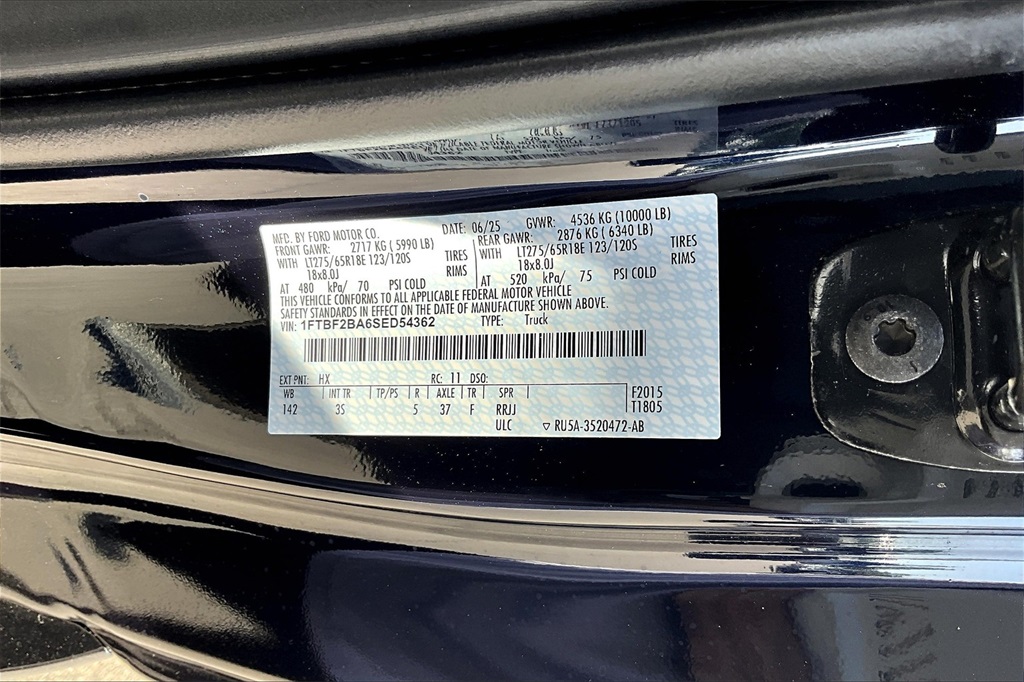 MFD. BY FORD MOTOR CO. DATE: 06/25 GVWR: 4536 KG (10000 LB)
FRONT GAWR: 2717 KG ( 5990 LB) REAR GAWR: 2876 KG ( 6340 LB)
WITH LT275/65R18E 123/120S TIRES WITH LT275/65R18E 123/120S TIRES
18x8.0J RIMS 18x8.0J RIMS
AT 480 kPa/ 70 PSI COLD AT 520 kPa/ 75 PSI COLD
THIS VEHICLE CONFORMS TO ALL APPLICABLE FEDERAL MOTOR VEHICLE
SAFETY STANDARDS IN EFFECT ON THE DATE OF MANUFACTURE SHOWN ABOVE.
VIN: 1FTBF2BA6SED54362 TYPE: Truck
EXT PNT: HX RC: 11 DSO:
WB INT TR TP/PS R AXLE TR SPR F2015
142 3S 5 37 F RRJJ T1805
ULC ▽ RU5A-3520472-AB